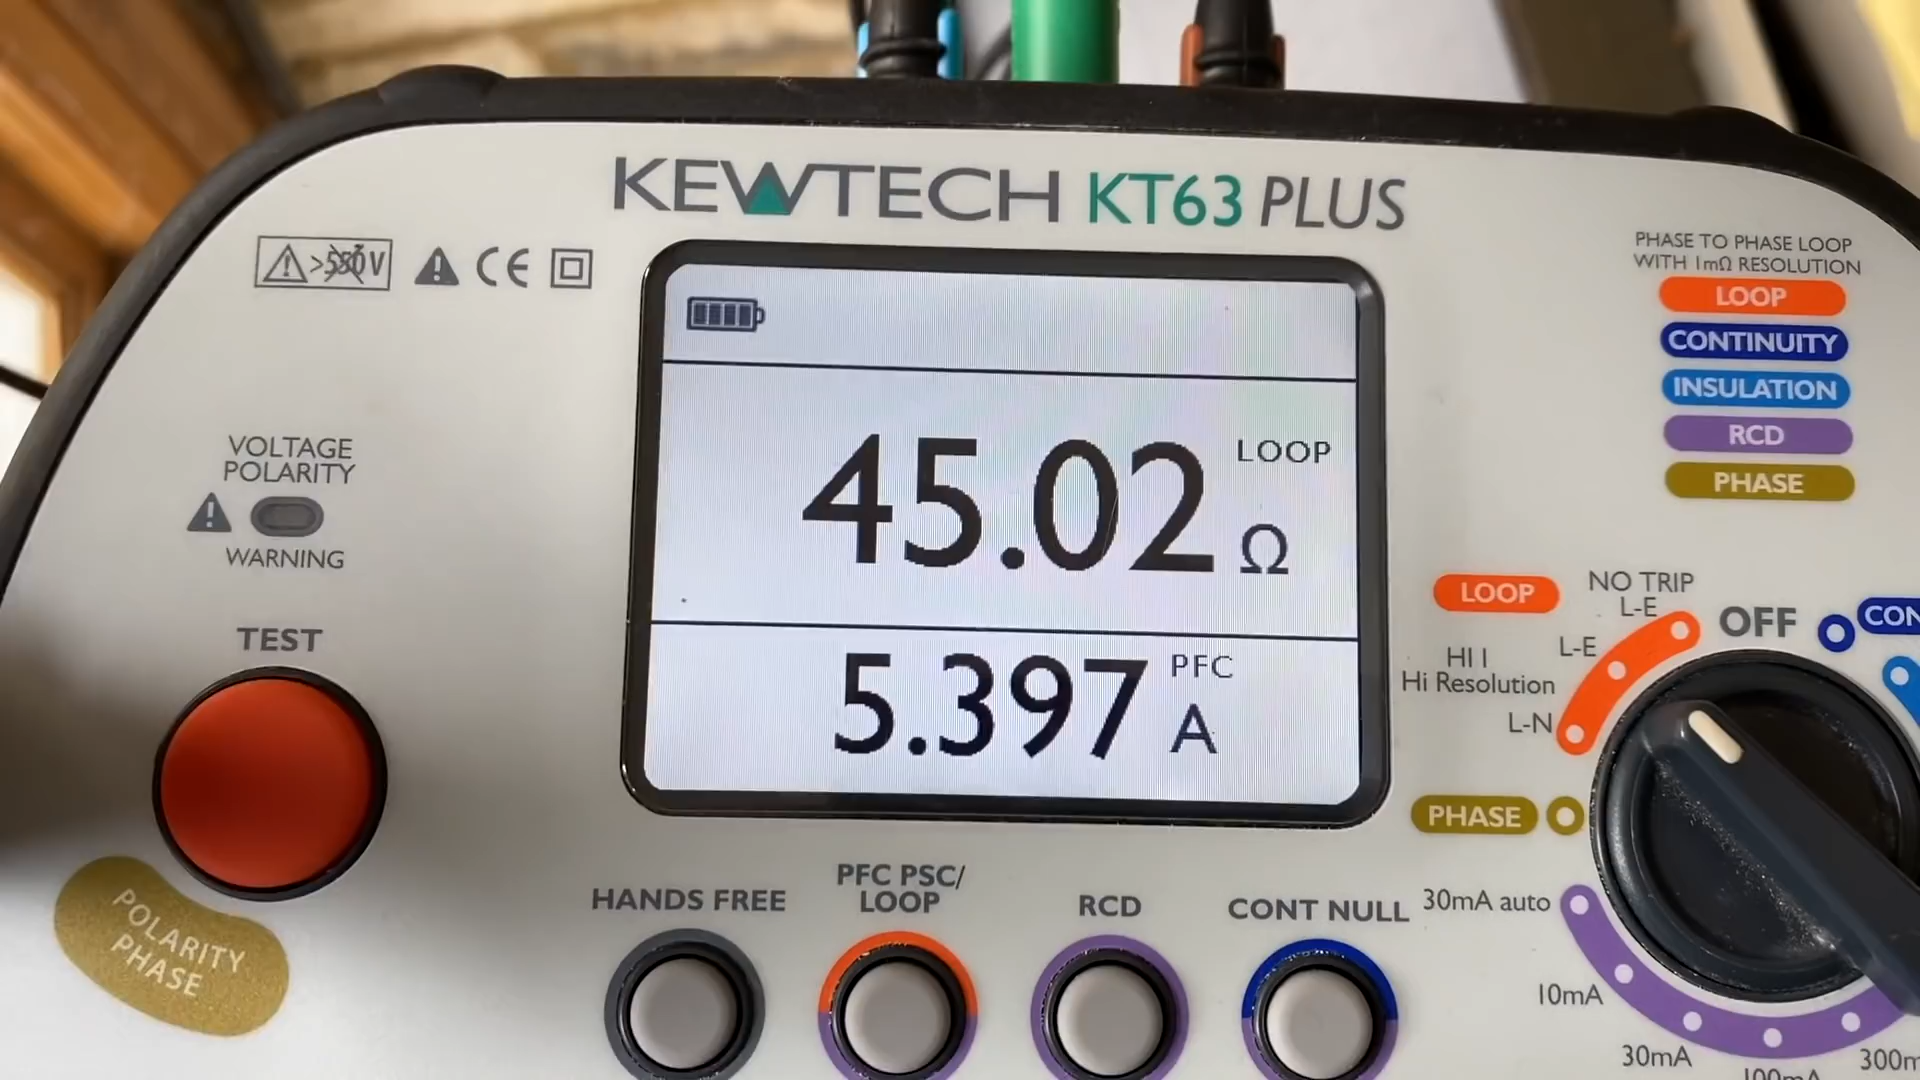 KEWTECH KT63 PLUS
>550V
CE
PHASE TO PHASE LOOP
WITH 1mΩ RESOLUTION
LOOP
CONTINUITY
INSULATION
RCD
PHASE
45.02 Ω LOOP
5.397 A PFC
VOLTAGE
POLARITY
WARNING
TEST
POLARITY
PHASE
LOOP
NO TRIP
L-E
OFF
CON
L-E
HI I
Hi Resolution
L-N
PHASE
30mA auto
10mA
30mA
100mA
300m
HANDS FREE
PFC PSC/
LOOP
RCD
CONT NULL